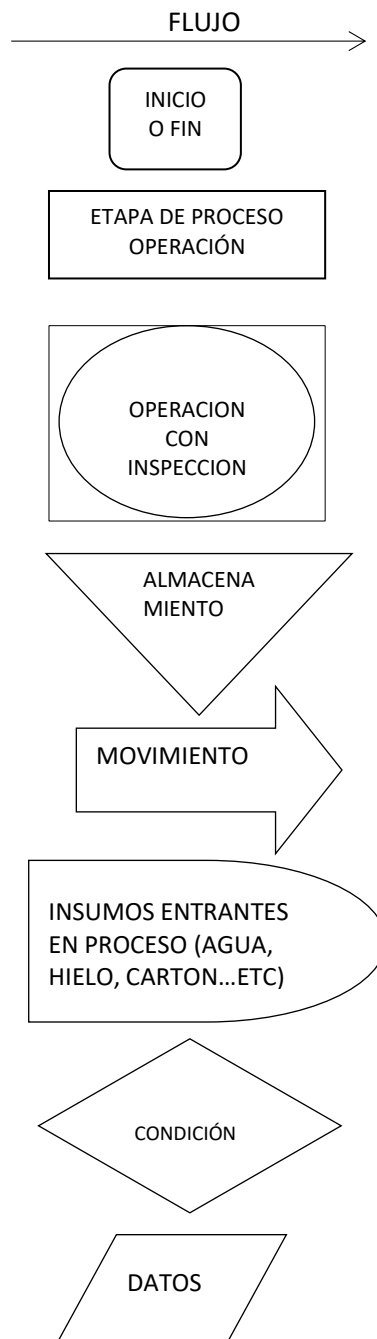 FLUJO
INICIO
O FIN
ETAPA DE PROCESO
OPERACIÓN
OPERACION
CON
INSPECCION
ALMACENA
MIENTO
MOVIMIENTO
INSUMOS ENTRANTES
EN PROCESO (AGUA,
HIELO, CARTON...ETC)
CONDICIÓN
DATOS